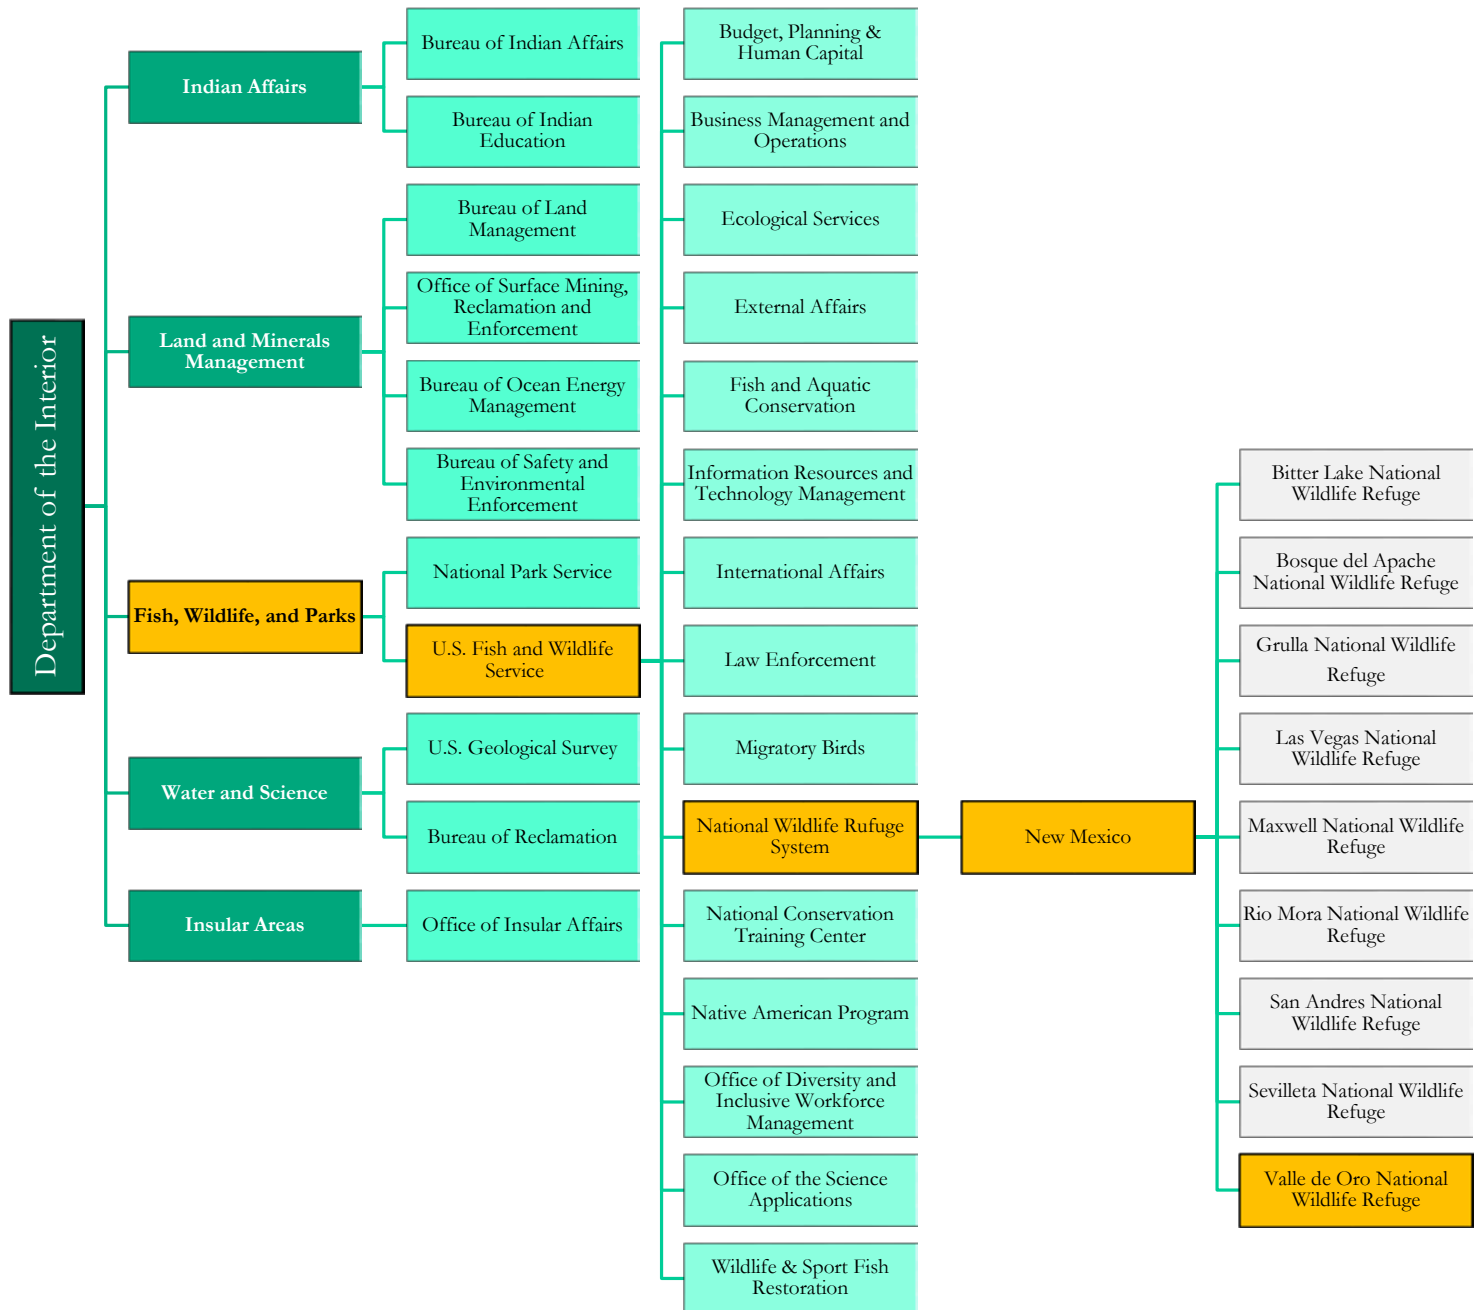 Department of the Interior
Indian Affairs
Land and Minerals
Management
Fish, Wildlife, and Parks
Water and Science
Insular Areas
Bureau of Indian Affairs
Bureau of Indian
Education
Bureau of Land
Management
Office of Surface Mining,
Reclamation and
Enforcement
Bureau of Ocean Energy
Management
Bureau of Safety and
Environmental
Enforcement
National Park Service
U.S. Fish and Wildlife
Service
U.S. Geological Survey
Bureau of Reclamation
Office of Insular Affairs
Budget, Planning &
Human Capital
Business Management and
Operations
Ecological Services
External Affairs
Fish and Aquatic
Conservation
Information Resources and
Technology Management
International Affairs
Law Enforcement
Migratory Birds
National Wildlife Rufuge
System
National Conservation
Training Center
Native American Program
Office of Diversity and
Inclusive Workforce
Management
Office of the Science
Applications
Wildlife & Sport Fish
Restoration
New Mexico
Bitter Lake National
Wildlife Refuge
Bosque del Apache
National Wildlife Refuge
Grulla National Wildlife
Refuge
Las Vegas National
Wildlife Refuge
Maxwell National Wildlife
Refuge
Rio Mora National Wildlife
Refuge
San Andres National
Wildlife Refuge
Sevilleta National Wildlife
Refuge
Valle de Oro National
Wildlife Refuge